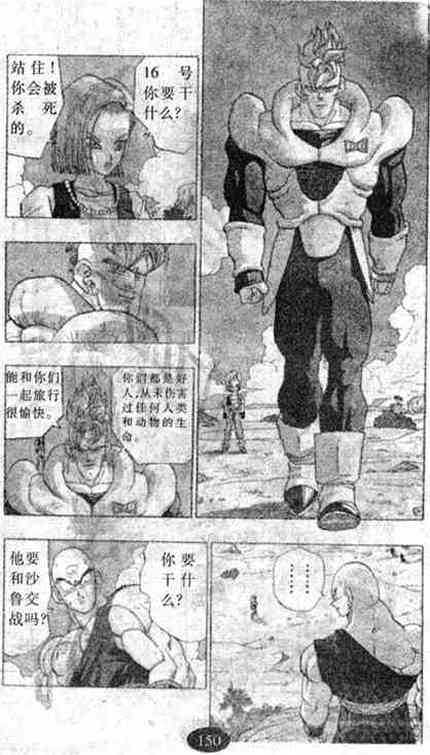 16 号
你要干
什么?
站住!
你会被
杀死
的。
你们都是好
人,从未伤害
过任何人类
和动物的生
命。
能和你们
一起旅行
很愉快。
……
……
你要
干什
么?
他要
和沙
鲁交
战吗?
150